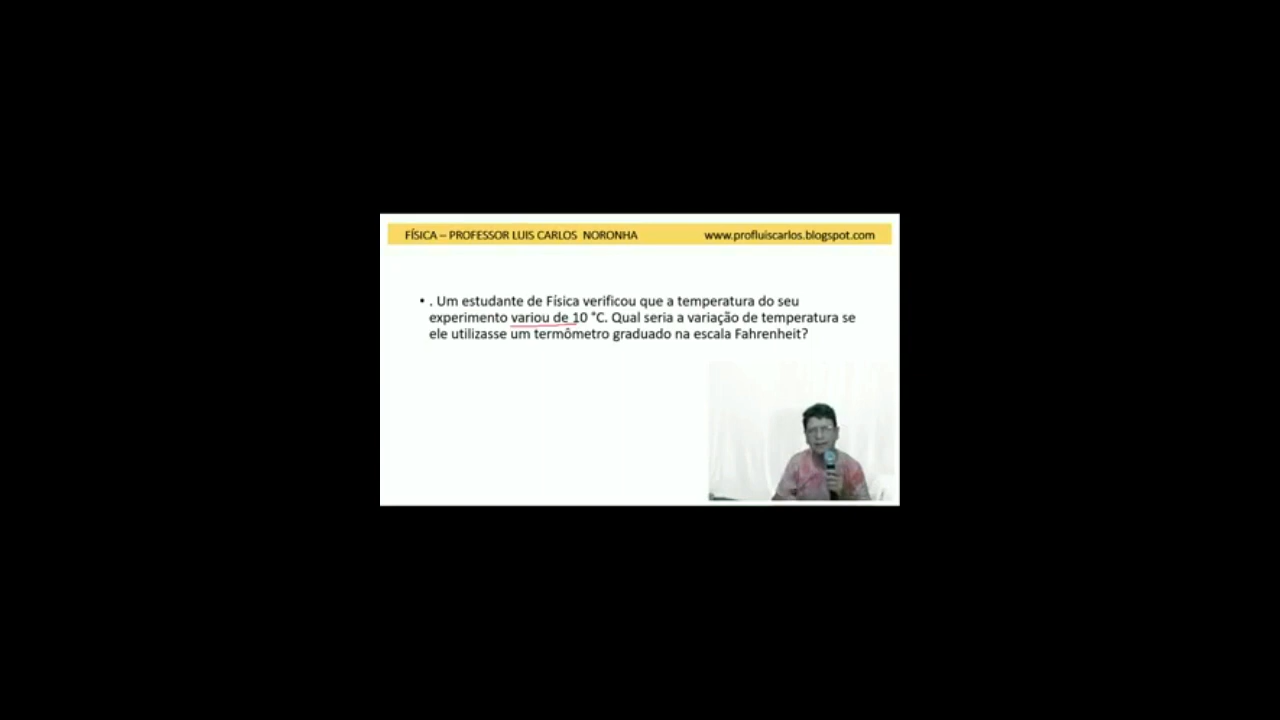 FÍSICA – PROFESSOR LUIS CARLOS NORONHA www.profluiscarlos.blogspot.com
• . Um estudante de Física verificou que a temperatura do seu
experimento variou de 10 °C. Qual seria a variação de temperatura se
ele utilizasse um termômetro graduado na escala Fahrenheit?